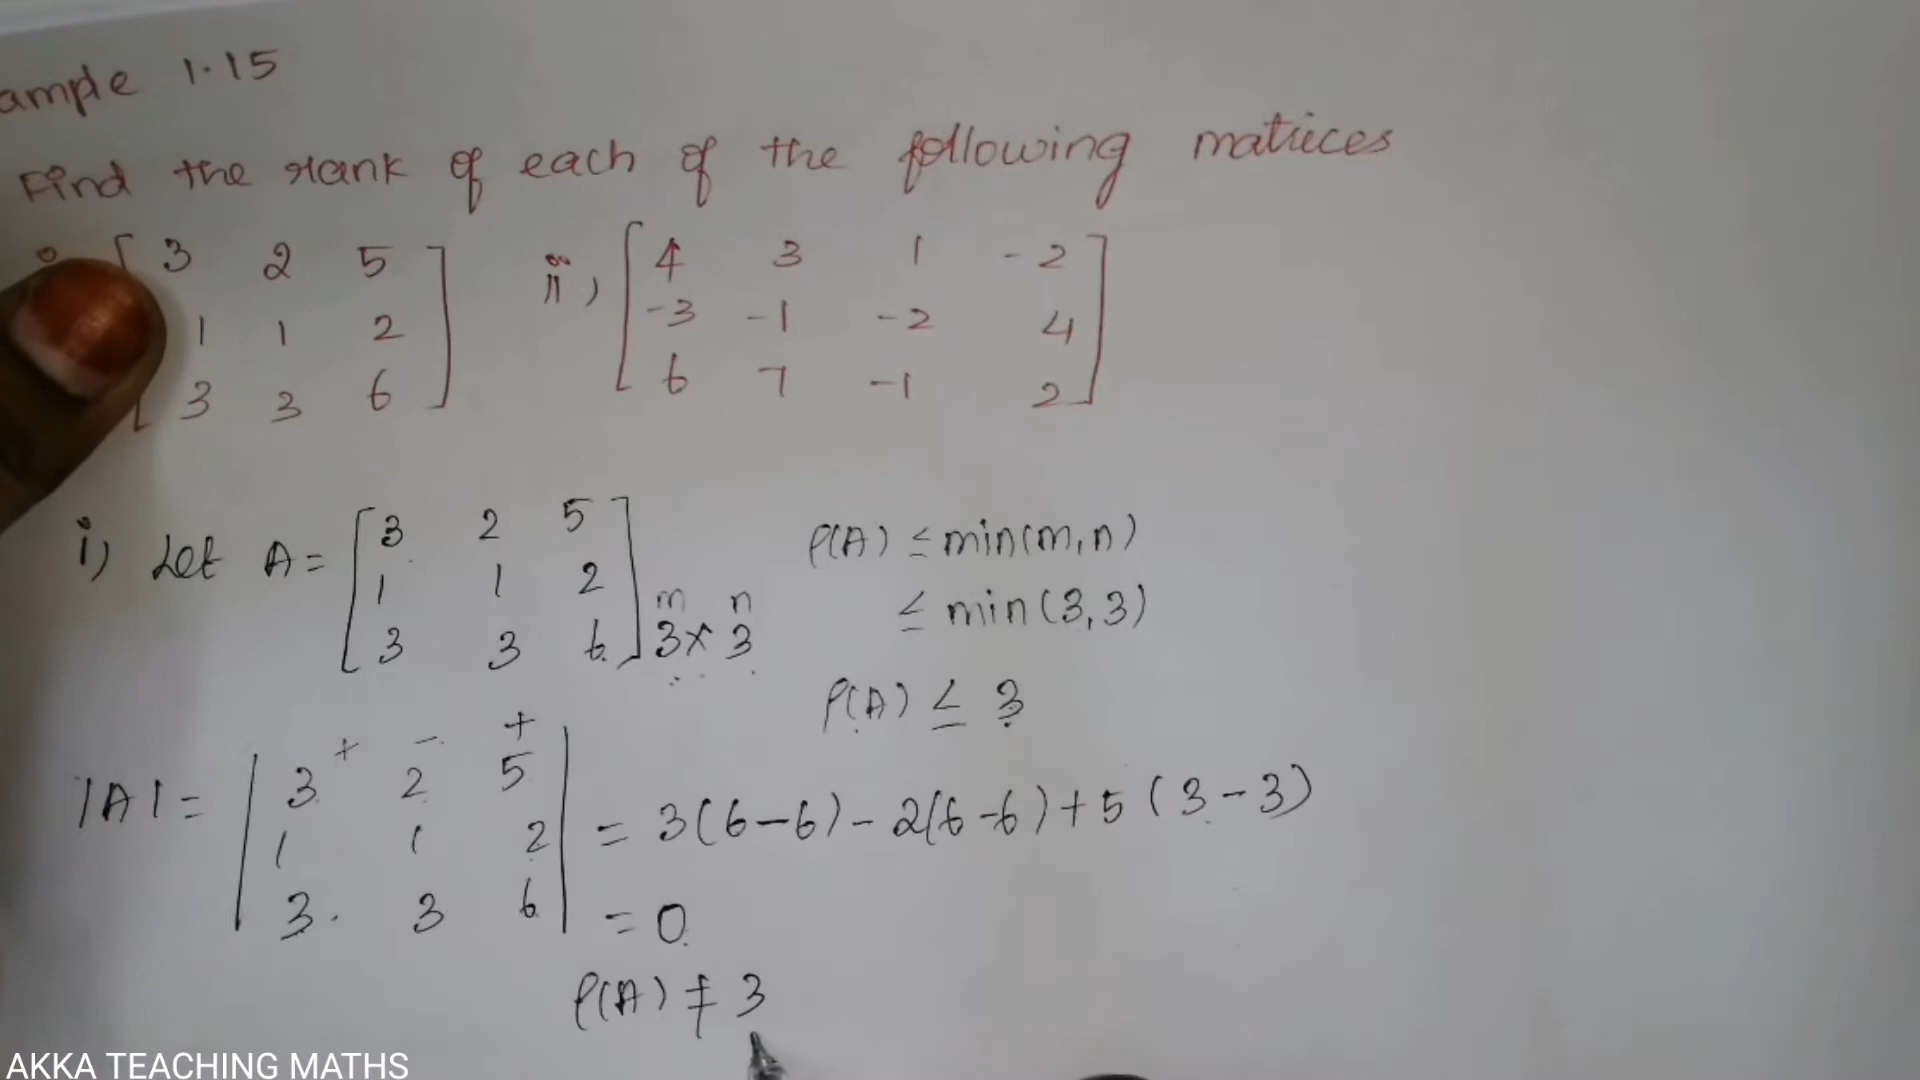 ample 1.15
Find the rank of each of the following matrices
[ 3 2 5 ] ii, [ 4 3 1 -2 ]
1 1 2 -3 -1 -2 4
3 3 6 6 7 -1 2
i) Let A = [ 3 2 5 ] ρ(A) ≤ min(m,n)
1 1 2 m n ≤ min(3,3)
3 3 6 3×3
ρ(A) ≤ 3
+ - +
|A| = | 3 2 5 | = 3(6-6)-2(6-6)+5(3-3)
1 1 2
3 3 6 = 0
ρ(A) ≠ 3
AKKA TEACHING MATHS